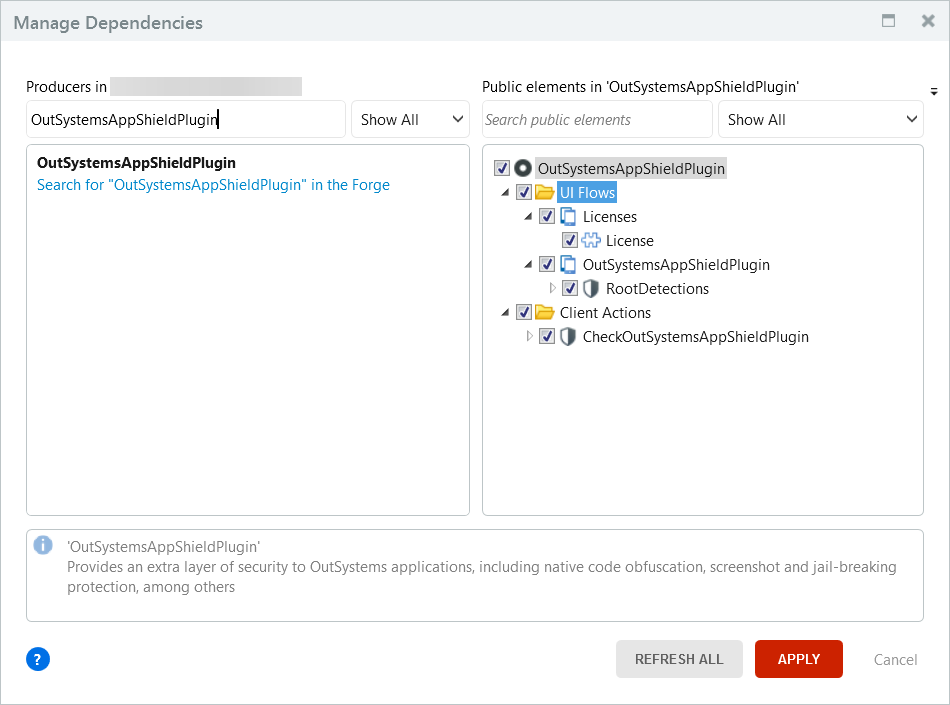 Manage Dependencies
Producers in
OutSystemsAppShieldPlugin
Show All
OutSystemsAppShieldPlugin
Search for "OutSystemsAppShieldPlugin" in the Forge
Public elements in 'OutSystemsAppShieldPlugin'
Search public elements
Show All
OutSystemsAppShieldPlugin
UI Flows
Licenses
License
OutSystemsAppShieldPlugin
RootDetections
Client Actions
CheckOutSystemsAppShieldPlugin
'OutSystemsAppShieldPlugin'
Provides an extra layer of security to OutSystems applications, including native code obfuscation, screenshot and jail-breaking
protection, among others
?
REFRESH ALL
APPLY
Cancel